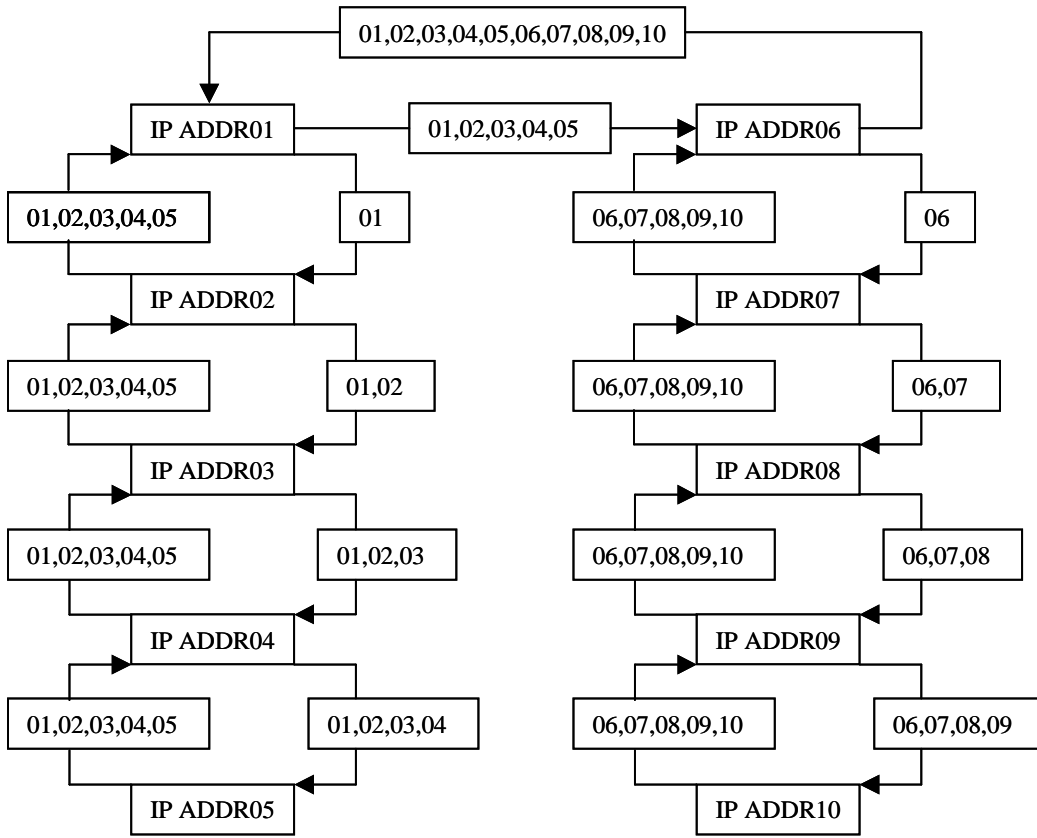 01,02,03,04,05,06,07,08,09,10
IP ADDR01
01,02,03,04,05
IP ADDR06
01,02,03,04,05
01
06,07,08,09,10
06
IP ADDR02
IP ADDR07
01,02,03,04,05
01,02
06,07,08,09,10
06,07
IP ADDR03
IP ADDR08
01,02,03,04,05
01,02,03
06,07,08,09,10
06,07,08
IP ADDR04
IP ADDR09
01,02,03,04,05
01,02,03,04
06,07,08,09,10
06,07,08,09
IP ADDR05
IP ADDR10